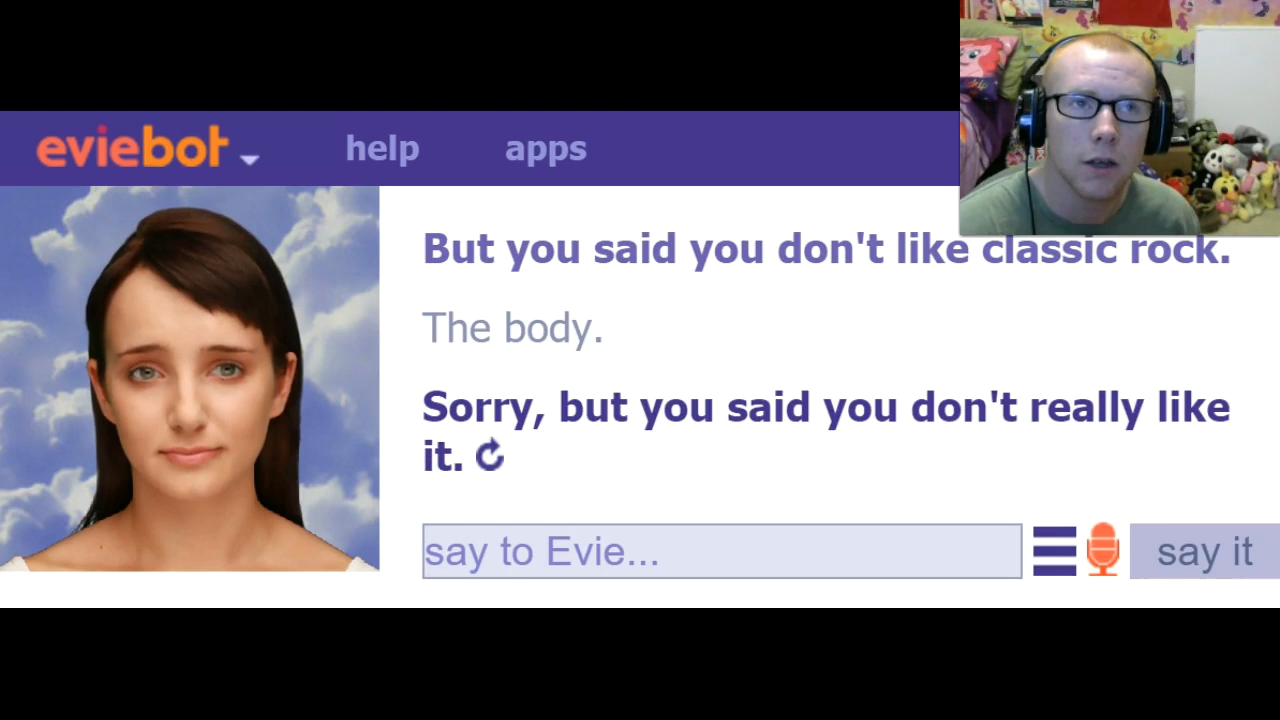 eviebot
help
apps
But you said you don't like classic rock.
The body.
Sorry, but you said you don't really like
it.
say to Evie...
say it